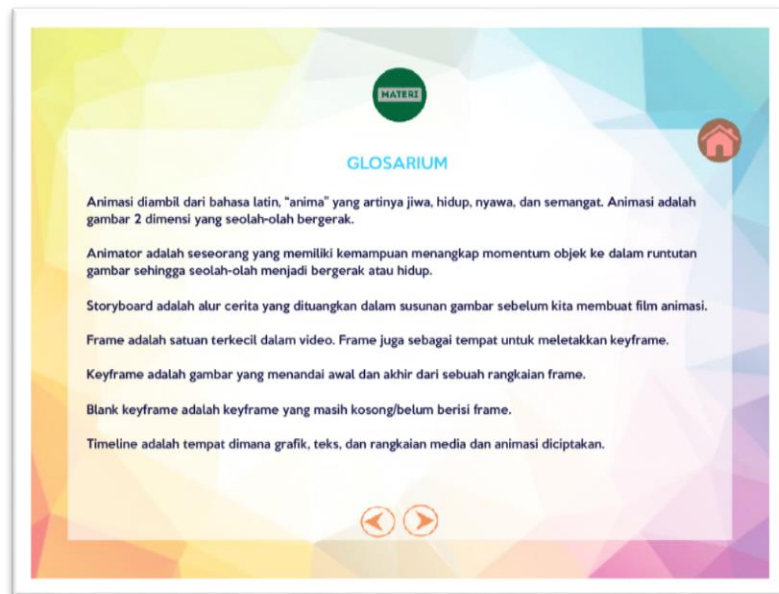 MATERI
GLOSARIUM
Animasi diambil dari bahasa latin, “anima” yang artinya jiwa, hidup, nyawa, dan semangat. Animasi adalah
gambar 2 dimensi yang seolah-olah bergerak.
Animator adalah seseorang yang memiliki kemampuan menangkap momentum objek ke dalam runtutan
gambar sehingga seolah-olah menjadi bergerak atau hidup.
Storyboard adalah alur cerita yang dituangkan dalam susunan gambar sebelum kita membuat film animasi.
Frame adalah satuan terkecil dalam video. Frame juga sebagai tempat untuk meletakkan keyframe.
Keyframe adalah gambar yang menandai awal dan akhir dari sebuah rangkaian frame.
Blank keyframe adalah keyframe yang masih kosong/belum berisi frame.
Timeline adalah tempat dimana grafik, teks, dan rangkaian media dan animasi diciptakan.